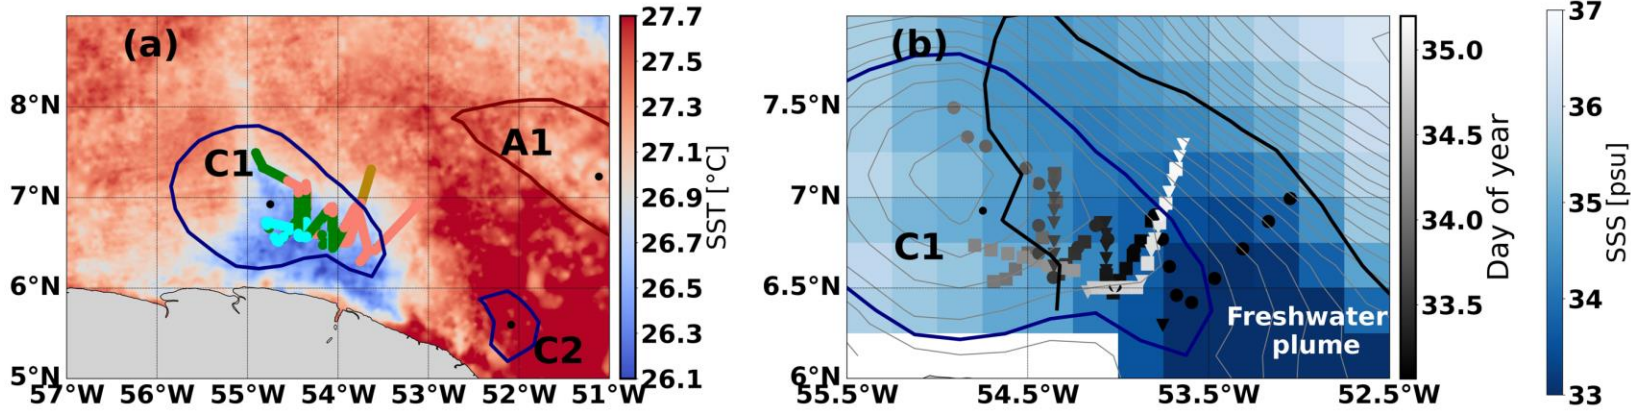 (a)
C1
A1
C2
8°N
7°N
6°N
5°N
57°W
56°W
55°W
54°W
53°W
52°W
51°W
27.7
27.5
27.3
27.1
26.9
26.7
26.5
26.3
26.1
SST [°C]
(b)
C1
Freshwater
plume
7.5°N
7°N
6.5°N
6°N
55.5°W
54.5°W
53.5°W
52.5°W
35.0
34.5
34.0
33.5
Day of year
37
36
35
34
33
SSS [psu]